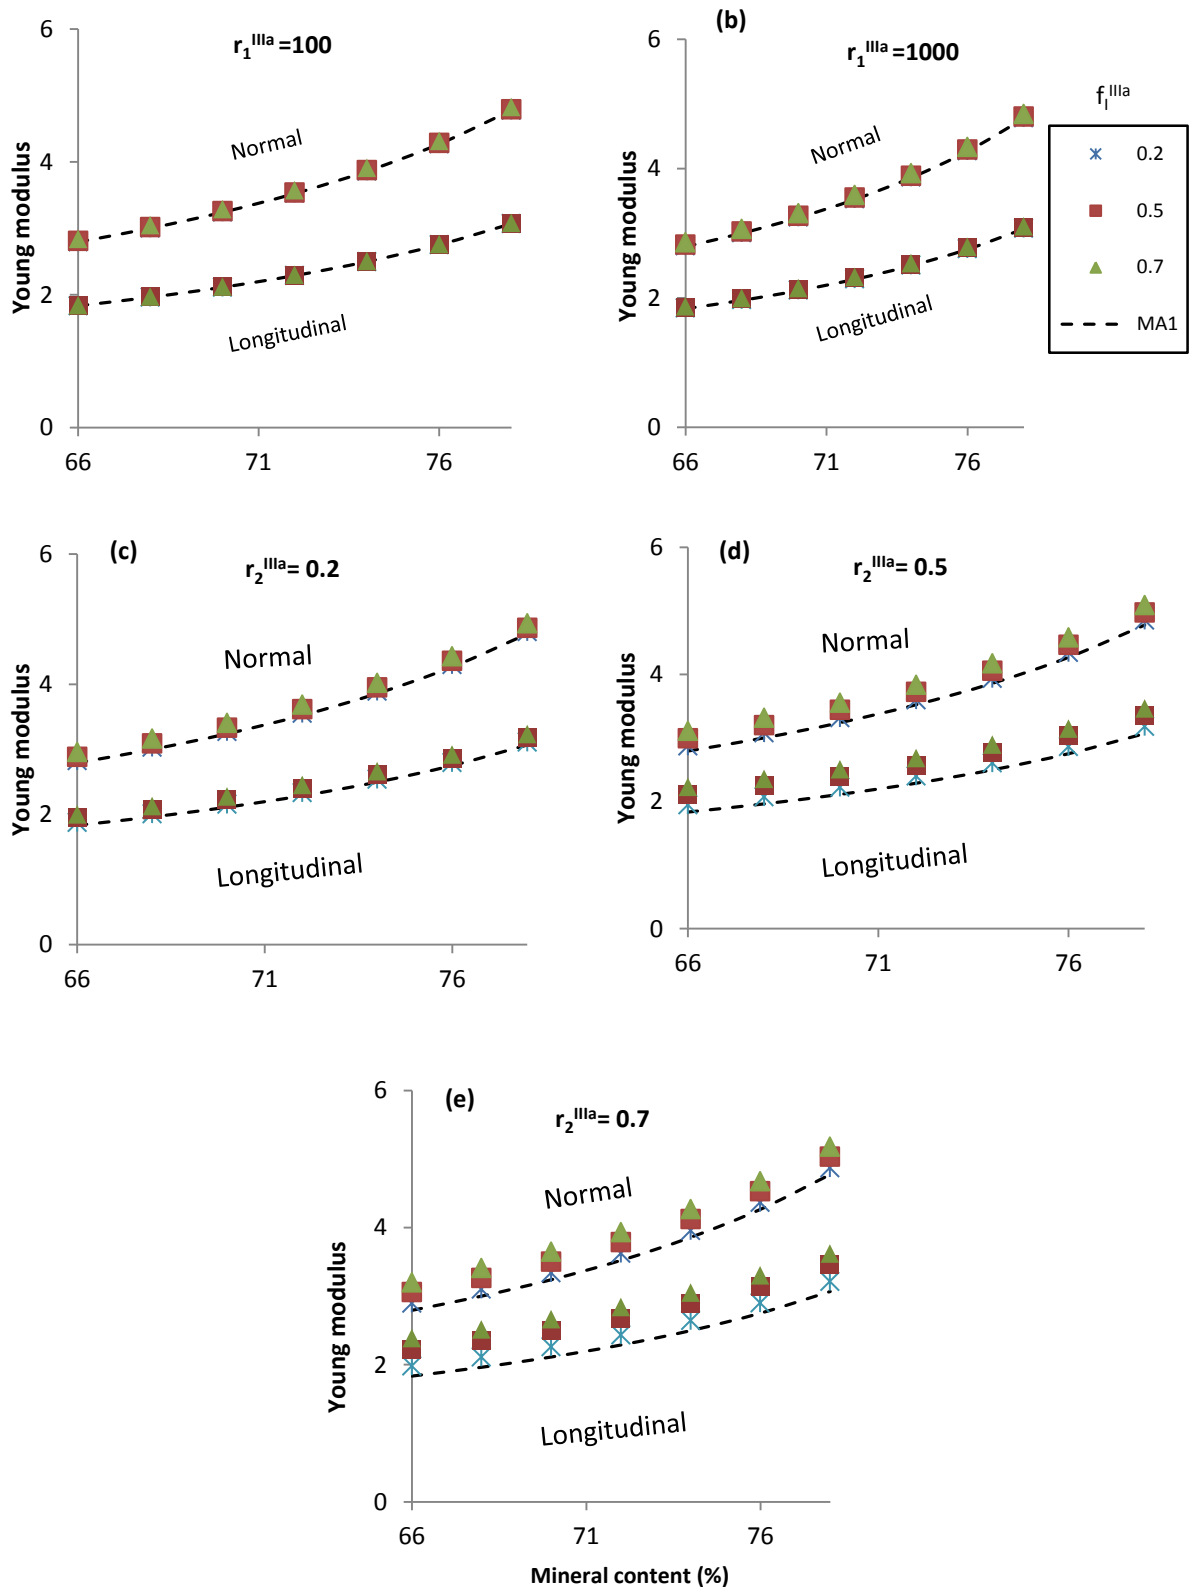 r₁ᴵᴵᴵᵃ =100
6
4
2
0
66
71
76
Young modulus
Normal
Longitudinal
(b)
r₁ᴵᴵᴵᵃ =1000
6
4
2
0
66
71
76
Young modulus
Normal
Longitudinal
fₗᴵᴵᴵᵃ
0.2
0.5
0.7
MA1
(c)
r₂ᴵᴵᴵᵃ= 0.2
6
4
2
0
66
71
76
Young modulus
Normal
Longitudinal
(d)
r₂ᴵᴵᴵᵃ= 0.5
6
4
2
0
66
71
76
Young modulus
Normal
Longitudinal
(e)
r₂ᴵᴵᴵᵃ= 0.7
6
4
2
0
66
71
76
Young modulus
Normal
Longitudinal
Mineral content (%)